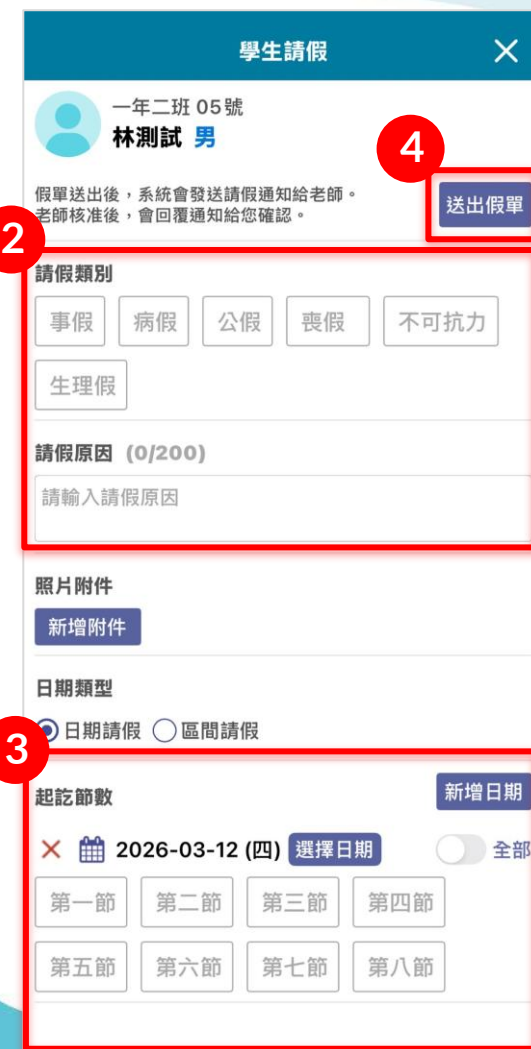 學生請假
一年二班 05號
林測試 男
4
假單送出後，系統會發送請假通知給老師。
老師核准後，會回覆通知給您確認。
送出假單
2
請假類別
事假 病假 公假 喪假 不可抗力
生理假
請假原因 (0/200)
請輸入請假原因
照片附件
新增附件
日期類型
日期請假 區間請假
3
起訖節數 新增日期
2026-03-12 (四) 選擇日期 全部
第一節 第二節 第三節 第四節
第五節 第六節 第七節 第八節